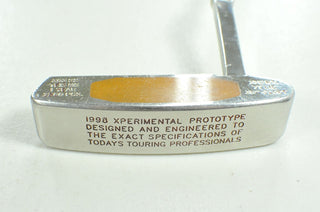 1998 XPERIMENTAL PROTOTYPE
DESIGNED AND ENGINEERED TO
THE EXACT SPECIFICATIONS OF
TODAYS TOURING PROFESSIONALS